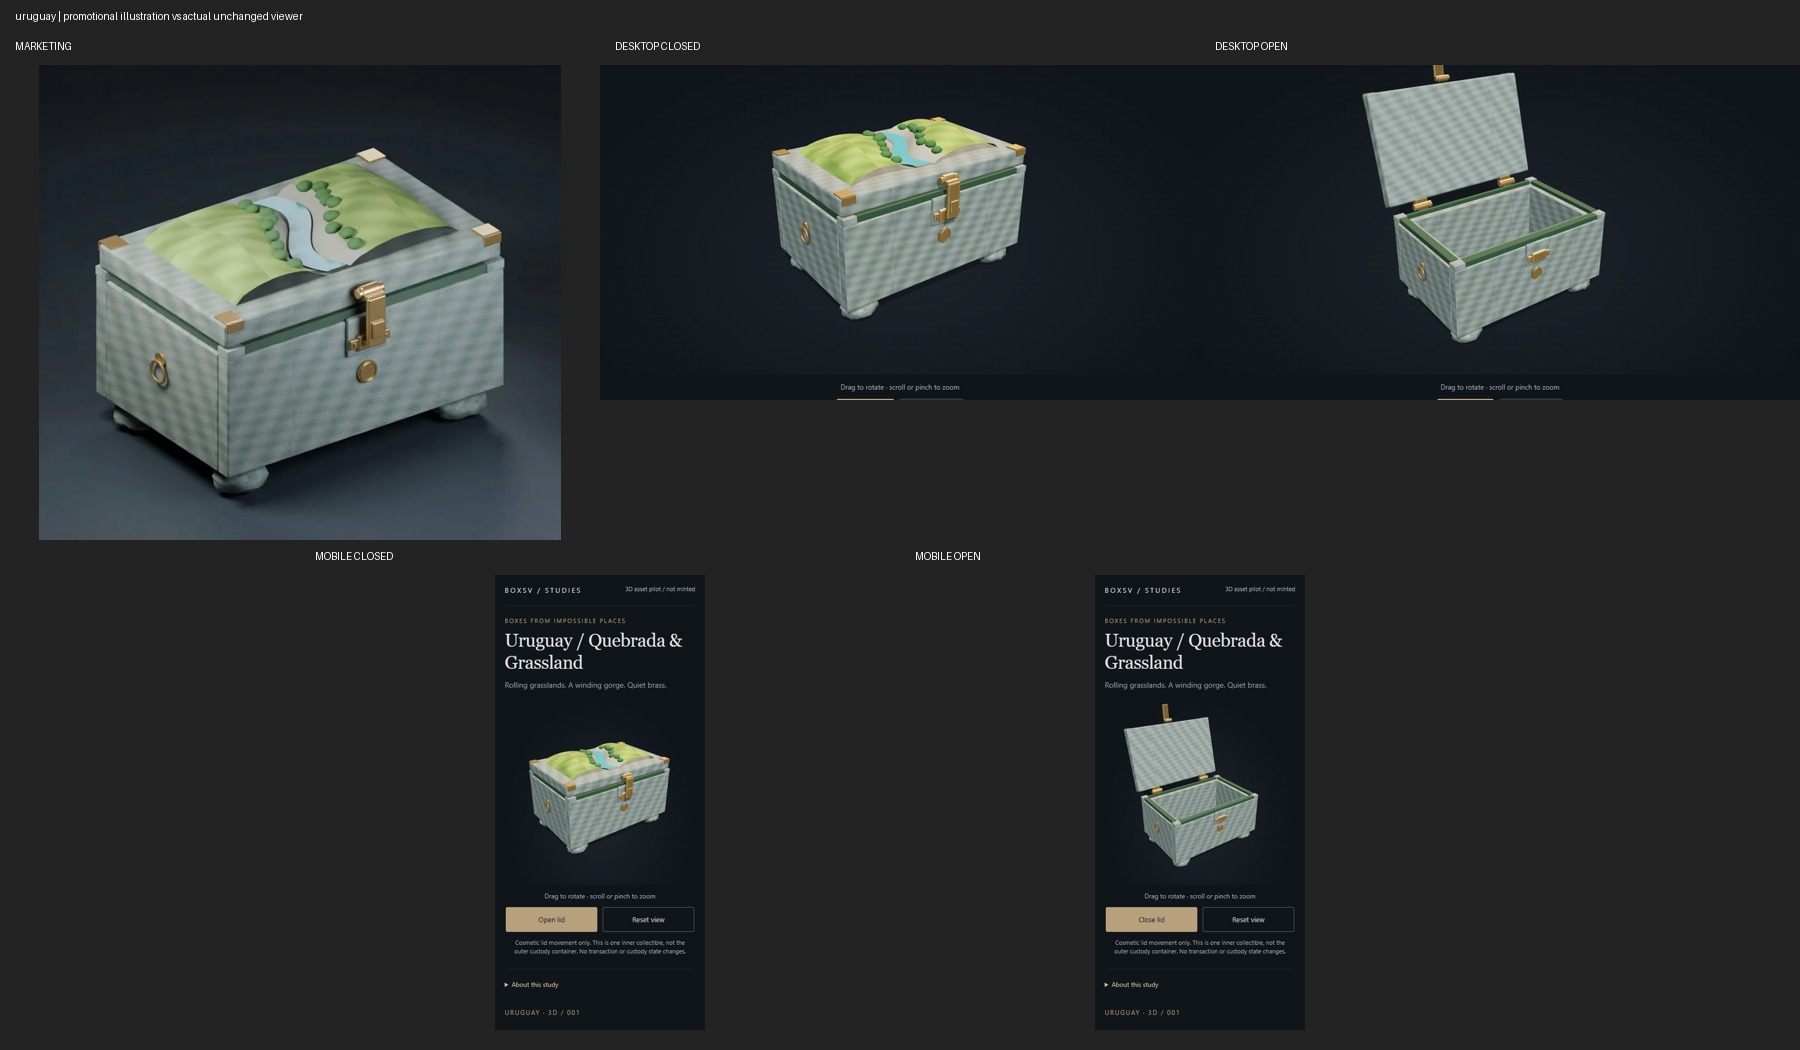 uruguay | promotional illustration vs actual unchanged viewer
MARKETING
DESKTOP CLOSED
DESKTOP OPEN
Drag to rotate · scroll or pinch to zoom
Drag to rotate · scroll or pinch to zoom
MOBILE CLOSED
MOBILE OPEN
BOXSV / STUDIES
3D asset pilot / not minted
BOXES FROM IMPOSSIBLE PLACES
Uruguay / Quebrada &
Grassland
Rolling grasslands. A winding gorge. Quiet brass.
Drag to rotate · scroll or pinch to zoom
Open lid
Reset view
Cosmetic lid movement only. This is one inner collectible, not the
outer custody container. No transaction or custody state changes.
▶ About this study
URUGUAY · 3D / 001
BOXSV / STUDIES
3D asset pilot / not minted
BOXES FROM IMPOSSIBLE PLACES
Uruguay / Quebrada &
Grassland
Rolling grasslands. A winding gorge. Quiet brass.
Drag to rotate · scroll or pinch to zoom
Close lid
Reset view
Cosmetic lid movement only. This is one inner collectible, not the
outer custody container. No transaction or custody state changes.
▶ About this study
URUGUAY · 3D / 001